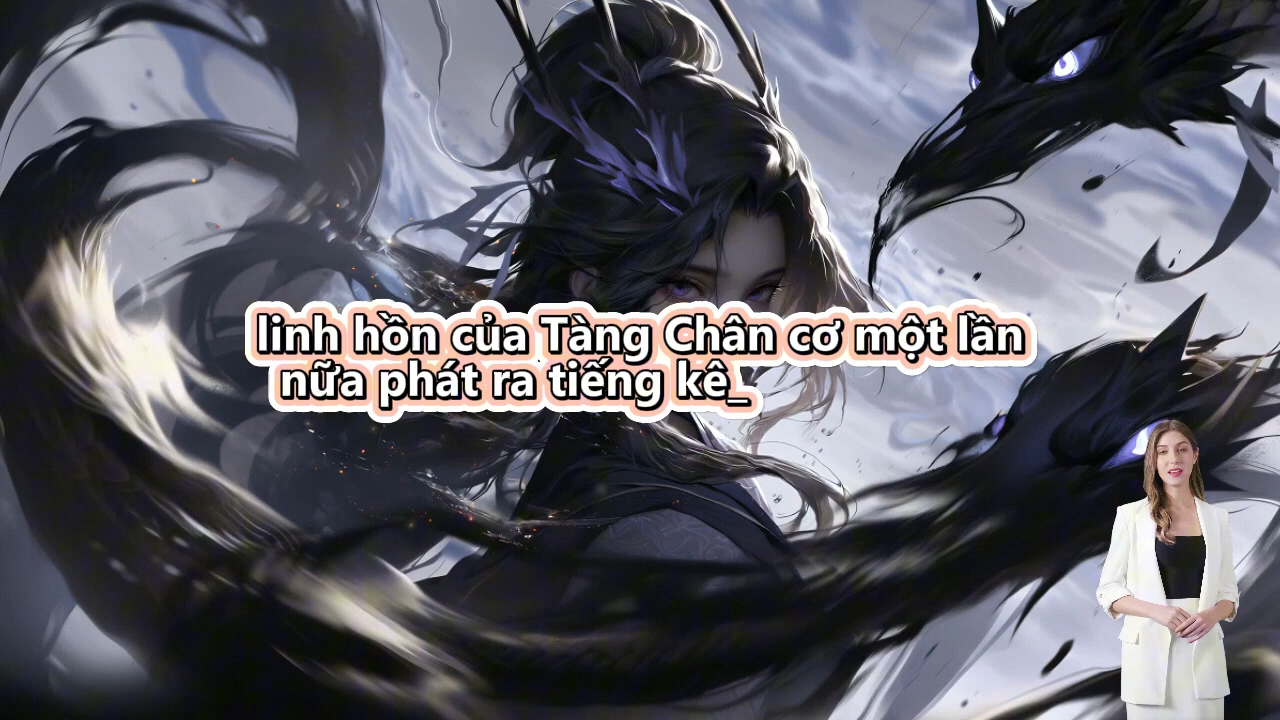 linh hồn của Tàng Chân cơ một lần
nữa phát ra tiếng kê_